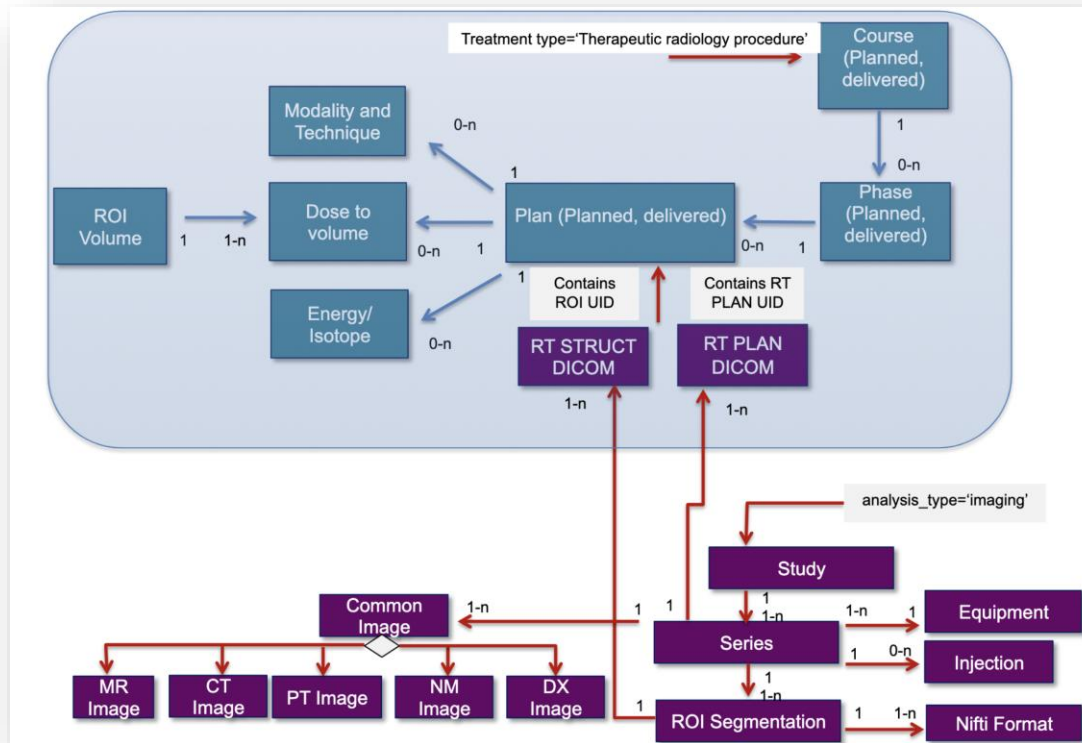 Treatment type=‘Therapeutic radiology procedure’
Course
(Planned,
delivered)
1
0-n
Phase
(Planned,
delivered)
1
0-n
Plan (Planned, delivered)
1
0-n
Modality and
Technique
1
0-n
Dose to
volume
1
0-n
Energy/
Isotope
ROI
Volume
1
1-n
Contains
ROI UID
Contains RT
PLAN UID
RT STRUCT
DICOM
RT PLAN
DICOM
1-n
1-n
analysis_type=‘imaging’
Study
1
1-n
Series
1-n
1
Equipment
1
0-n
Injection
1
1
1-n
Common
Image
MR
Image
CT
Image
PT Image
NM
Image
DX
Image
1
1-n
ROI Segmentation
1
1
1-n
Nifti Format